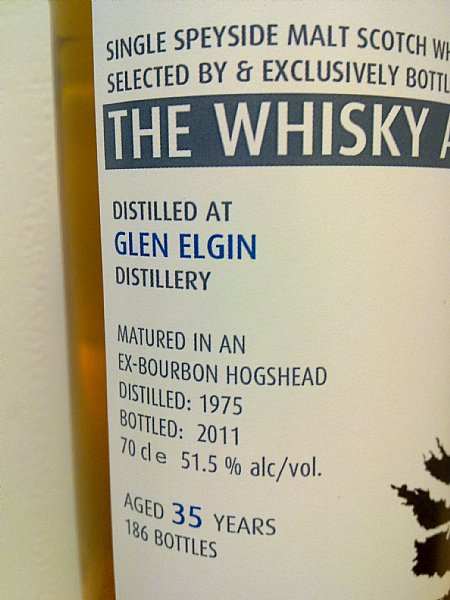 SINGLE SPEYSIDE MALT SCOTCH
SELECTED BY & EXCLUSIVELY
THE WHISKY
DISTILLED AT
GLEN ELGIN
DISTILLERY
MATURED IN AN
EX-BOURBON HOGSHEAD
DISTILLED: 1975
BOTTLED: 2011
70 cl e 51.5 % alc/vol.
AGED 35 YEARS
186 BOTTLES